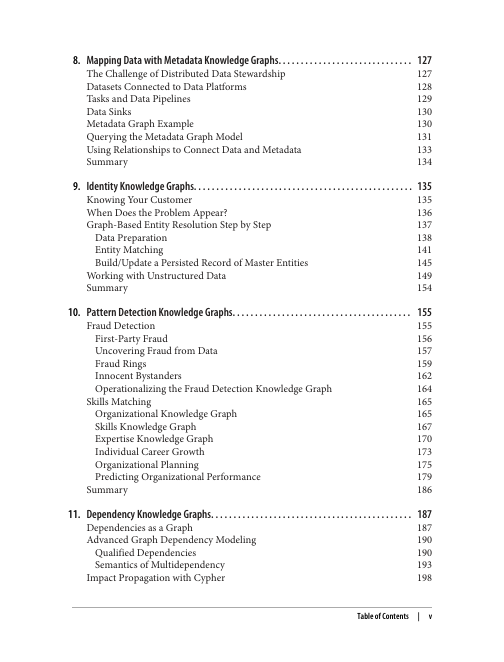 8. Mapping Data with Metadata Knowledge Graphs. . . . . . . . . . . . . . . . . . . . . . . . . . . . . . . 127
The Challenge of Distributed Data Stewardship 127
Datasets Connected to Data Platforms 128
Tasks and Data Pipelines 129
Data Sinks 130
Metadata Graph Example 130
Querying the Metadata Graph Model 131
Using Relationships to Connect Data and Metadata 133
Summary 134
9. Identity Knowledge Graphs. . . . . . . . . . . . . . . . . . . . . . . . . . . . . . . . . . . . . . . . . . . . . . . . . . 135
Knowing Your Customer 135
When Does the Problem Appear? 136
Graph-Based Entity Resolution Step by Step 137
Data Preparation 138
Entity Matching 141
Build/Update a Persisted Record of Master Entities 145
Working with Unstructured Data 149
Summary 154
10. Pattern Detection Knowledge Graphs. . . . . . . . . . . . . . . . . . . . . . . . . . . . . . . . . . . . . . . . . 155
Fraud Detection 155
First-Party Fraud 156
Uncovering Fraud from Data 157
Fraud Rings 159
Innocent Bystanders 162
Operationalizing the Fraud Detection Knowledge Graph 164
Skills Matching 165
Organizational Knowledge Graph 165
Skills Knowledge Graph 167
Expertise Knowledge Graph 170
Individual Career Growth 173
Organizational Planning 175
Predicting Organizational Performance 179
Summary 186
11. Dependency Knowledge Graphs. . . . . . . . . . . . . . . . . . . . . . . . . . . . . . . . . . . . . . . . . . . . . . 187
Dependencies as a Graph 187
Advanced Graph Dependency Modeling 190
Qualified Dependencies 190
Semantics of Multidependency 193
Impact Propagation with Cypher 198
Table of Contents | v